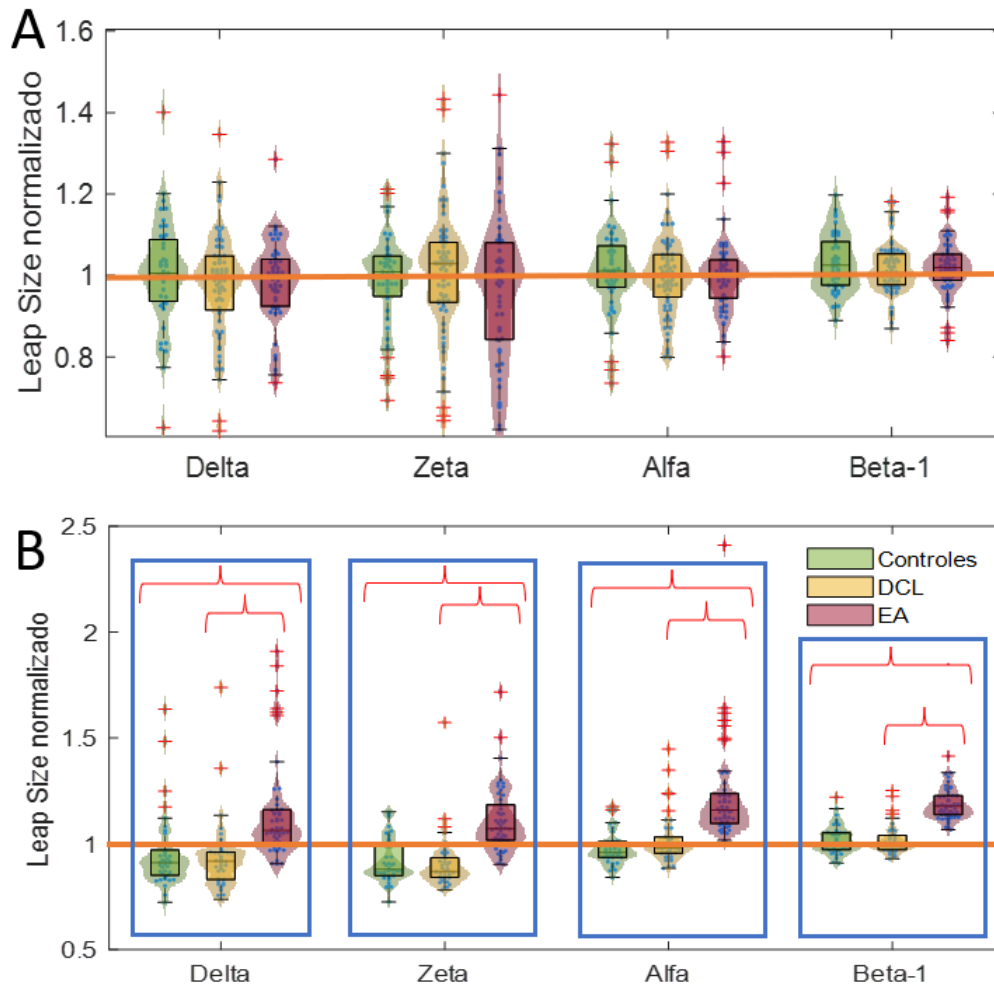 A
Leap Size normalizado
1.6
1.4
1.2
1
0.8
Delta Zeta Alfa Beta-1
B
Leap Size normalizado
2.5
2
1.5
1
0.5
Controles
DCL
EA
Delta Zeta Alfa Beta-1